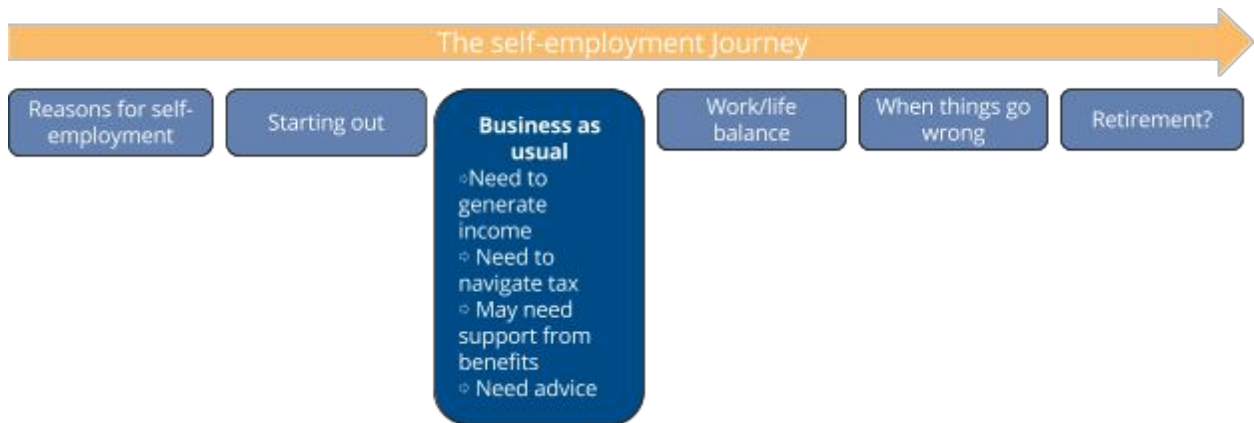 The self-employment Journey
Reasons for self-
employment
Starting out
Business as
usual
⇨Need to
generate
income
⇨ Need to
navigate tax
⇨ May need
support from
benefits
⇨ Need advice
Work/life
balance
When things go
wrong
Retirement?